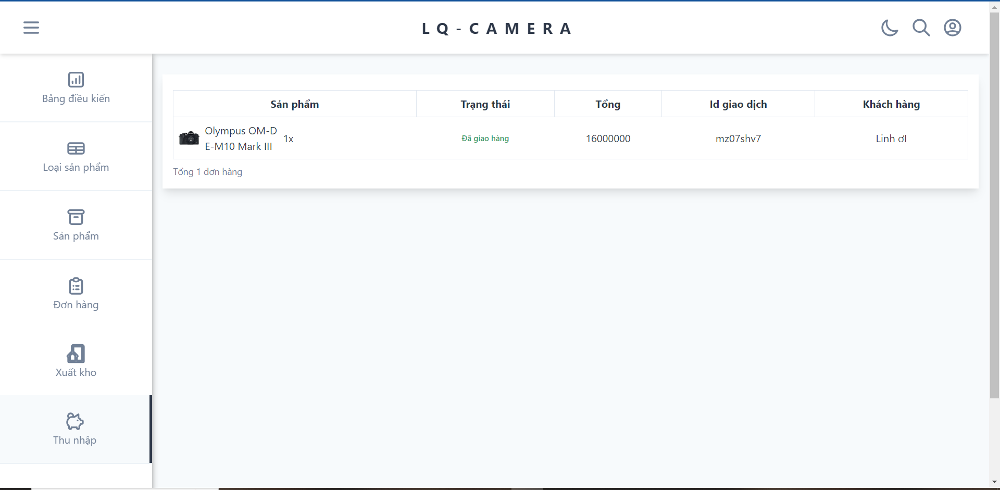 LQ-CAMERA
Bảng điều kiển
Loại sản phẩm
Sản phẩm
Đơn hàng
Xuất kho
Thu nhập
Sản phẩm Trạng thái Tổng Id giao dịch Khách hàng
Olympus OM-D
E-M10 Mark III
1x Đã giao hàng 16000000 mz07shv7 Linh ơI
Tổng 1 đơn hàng